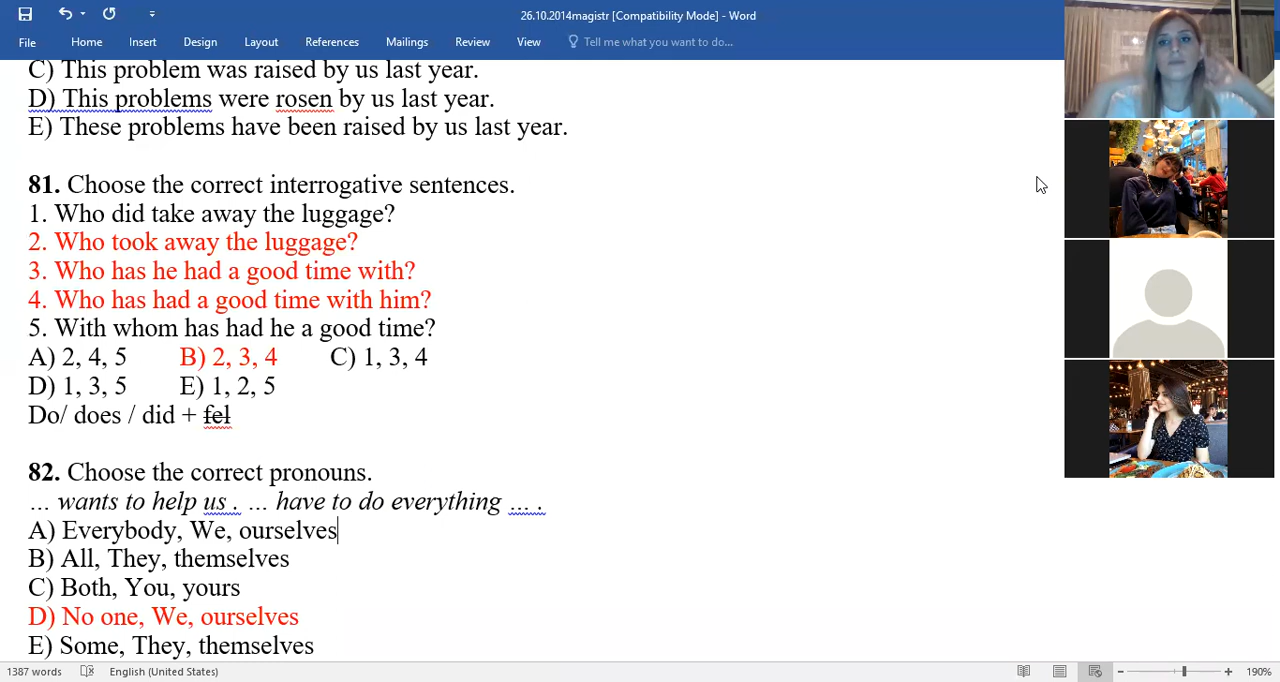 26.10.2014magistr [Compatibility Mode] - Word
File Home Insert Design Layout References Mailings Review View Tell me what you want to do...
C) This problem was raised by us last year.
D) This problems were rosen by us last year.
E) These problems have been raised by us last year.
81. Choose the correct interrogative sentences.
1. Who did take away the luggage?
2. Who took away the luggage?
3. Who has he had a good time with?
4. Who has had a good time with him?
5. With whom has had he a good time?
A) 2, 4, 5 B) 2, 3, 4 C) 1, 3, 4
D) 1, 3, 5 E) 1, 2, 5
Do/ does / did + fel
82. Choose the correct pronouns.
... wants to help us . ... have to do everything ... .
A) Everybody, We, ourselves
B) All, They, themselves
C) Both, You, yours
D) No one, We, ourselves
E) Some, They, themselves
1387 words English (United States) 190%